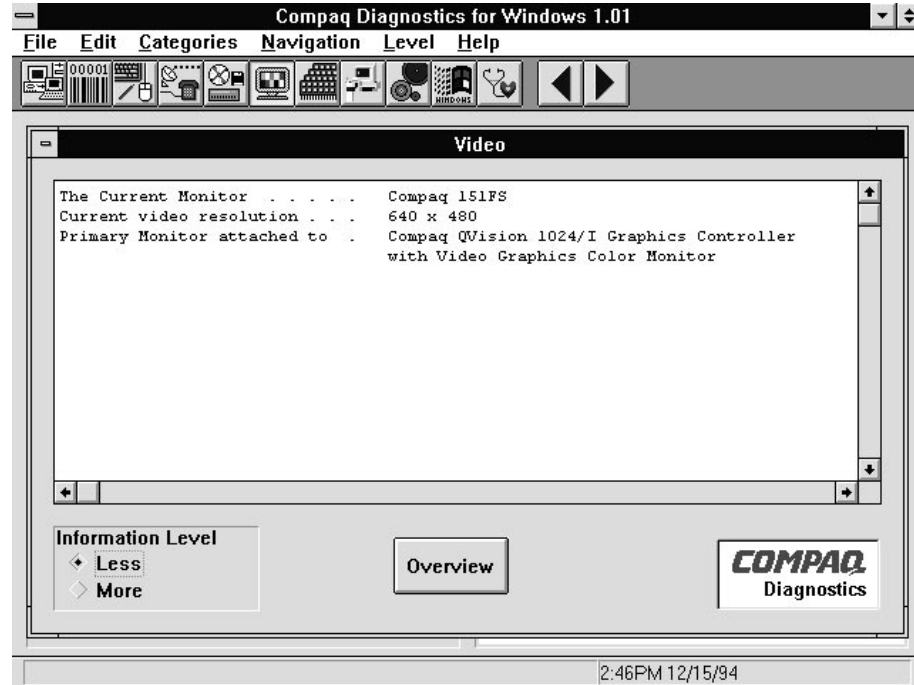 Compaq Diagnostics for Windows 1.01
File Edit Categories Navigation Level Help
00001
WINDOWS
Video
The Current Monitor . . . . . . Compaq 151FS
Current video resolution . . . 640 x 480
Primary Monitor attached to . Compaq QVision 1024/I Graphics Controller
with Video Graphics Color Monitor
Information Level
Less
More
Overview
COMPAQ
Diagnostics
2:46PM 12/15/94